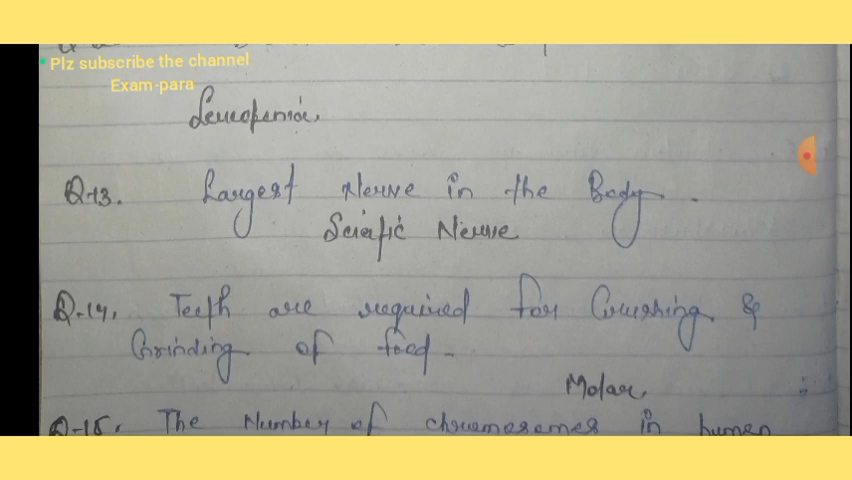 Plz subscribe the channel
Exam-para
Leucopenia.
Q-13. Largest Nerve in the Body.
Sciatic Nerve
Q-14. Teeth are required for Crushing &
Grinding of food.
Molar.
Q-15. The Number of chromosomes in human